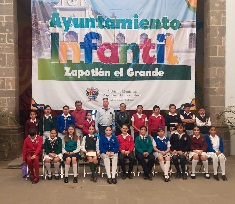 Ayuntamiento
Infantil
Zapotlán el Grande